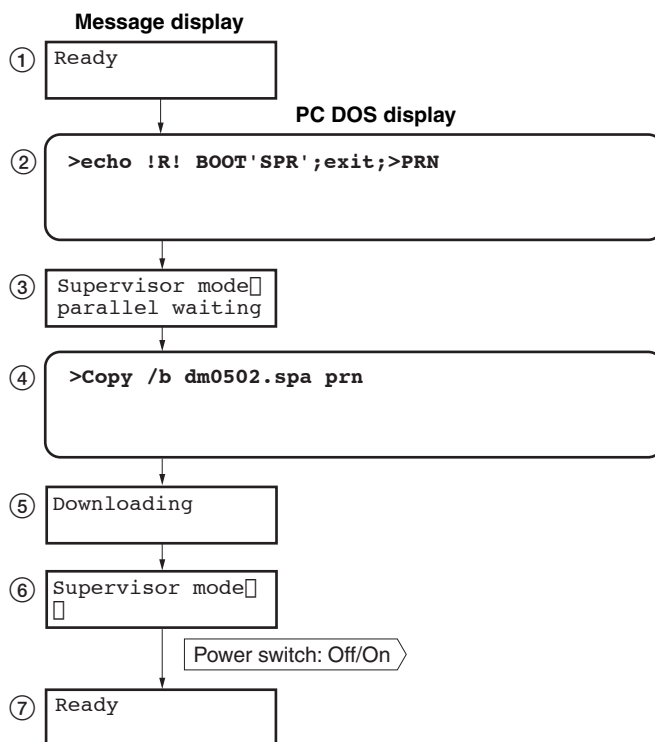 Message display
① Ready
PC DOS display
② >echo !R! BOOT'SPR';exit;>PRN
③ Supervisor mode▯
parallel waiting
④ >Copy /b dm0502.spa prn
⑤ Downloading
⑥ Supervisor mode▯
▯
Power switch: Off/On
⑦ Ready